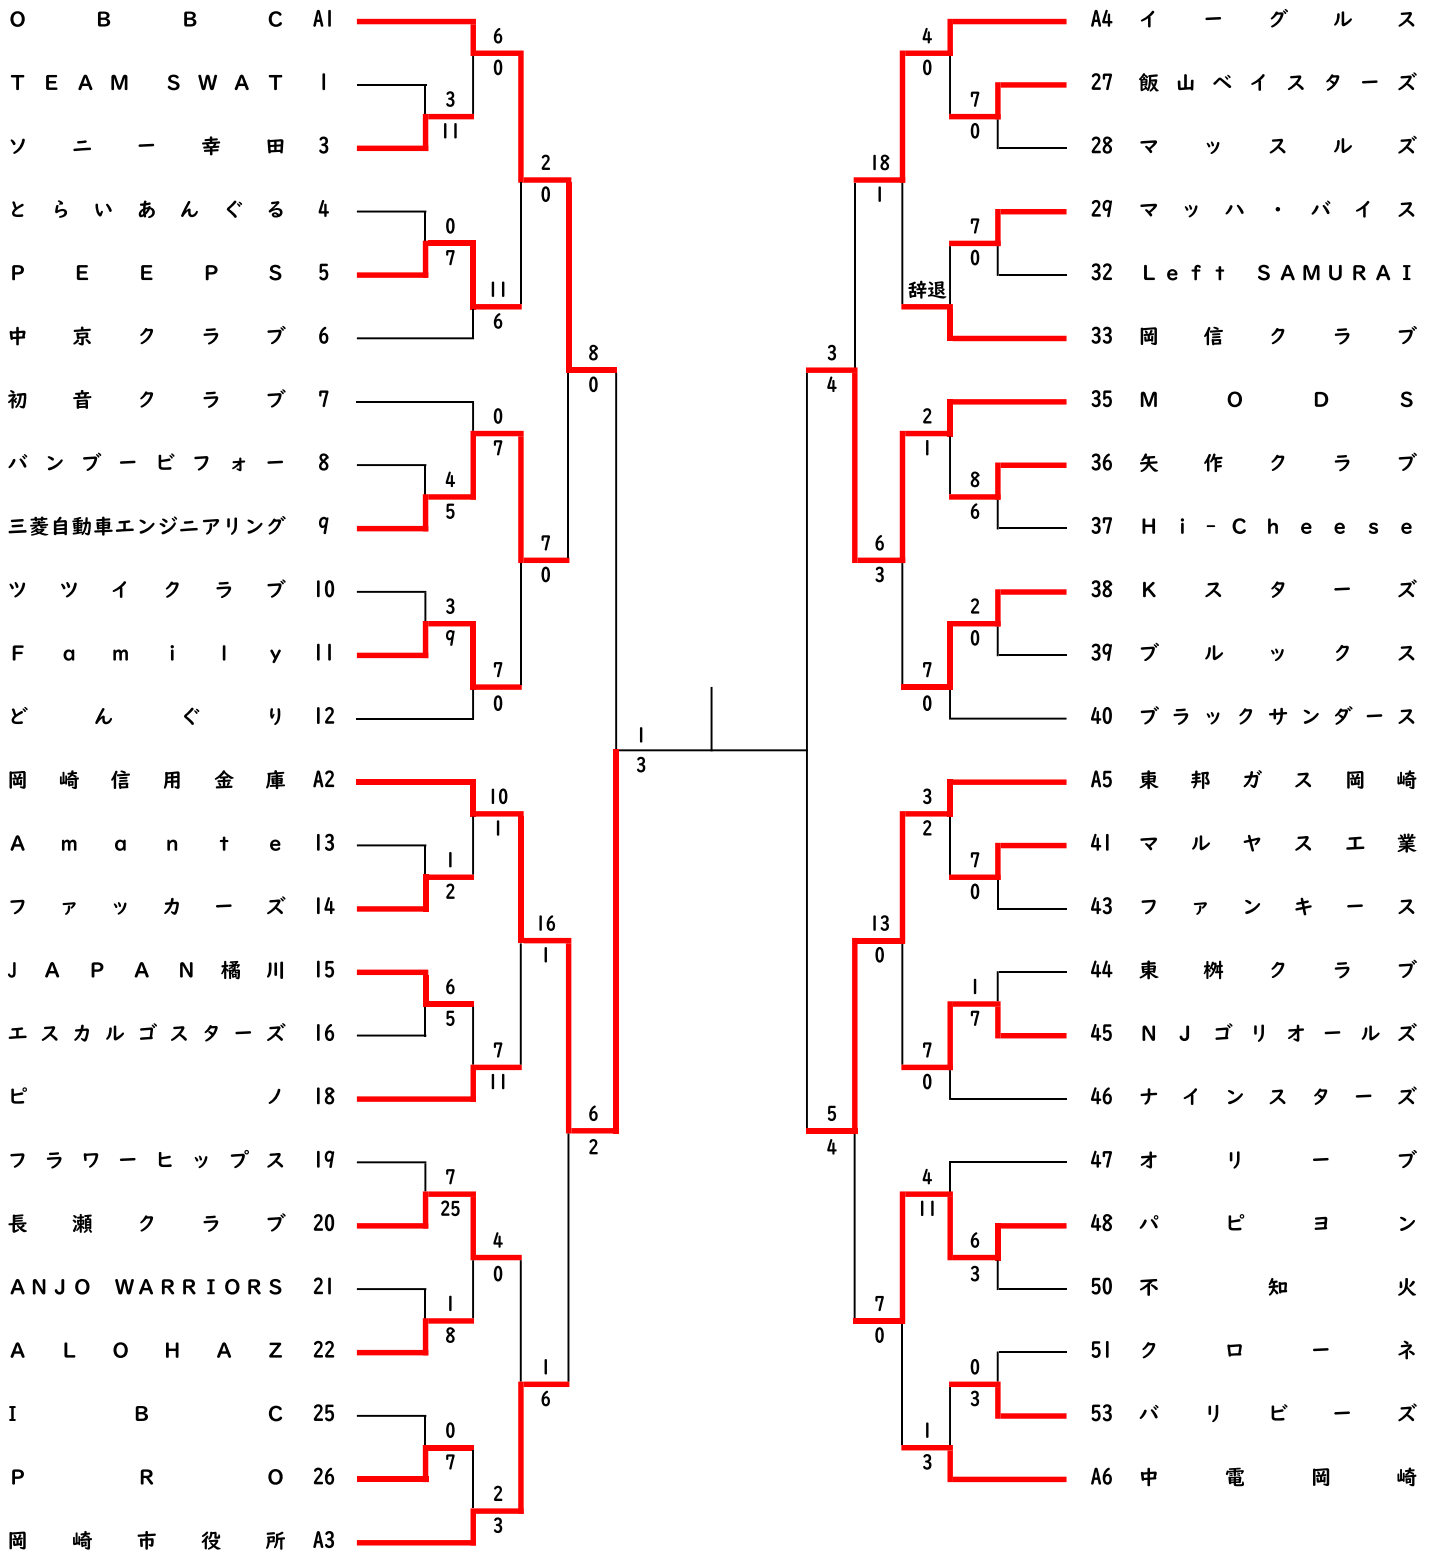 OBBC A1
TEAM SWAT 1
ソニー幸田 3
とらいあんぐる 4
PEEPS 5
中京クラブ 6
初音クラブ 7
バンブービフォー 8
三菱自動車エンジニアリング 9
ツツイクラブ 10
Family 11
どんぐり 12
岡崎信用金庫 A2
Amante 13
ファッカーズ 14
JAPAN橘川 15
エスカルゴスターズ 16
ピノ 18
フラワーヒップス 19
長瀬クラブ 20
ANJO WARRIORS 21
ALOHAZ 22
IBC 25
PRO 26
岡崎市役所 A3
6
0
3
11
2
0
0
7
11
6
8
0
0
7
4
5
7
0
3
9
7
0
1
3
10
1
1
2
16
1
6
5
7
11
6
2
7
25
4
0
1
8
1
6
0
7
2
3
4
0
7
0
18
1
7
0
辞退
3
4
2
1
8
6
6
3
2
0
7
0
3
2
7
0
13
0
1
7
7
0
5
4
4
11
6
3
7
0
0
3
1
3
A4 イーグルス
27 飯山ベイスターズ
28 マッスルズ
29 マッハ・バイス
32 Left SAMURAI
33 岡信クラブ
35 MODS
36 矢作クラブ
37 Hi-Cheese
38 Kスターズ
39 ブルックス
40 ブラックサンダース
A5 東邦ガス岡崎
41 マルヤス工業
43 ファンキース
44 東桝クラブ
45 NJゴリオールズ
46 ナインスターズ
47 オリーブ
48 パピヨン
50 不知火
51 クローネ
53 バリビーズ
A6 中電岡崎